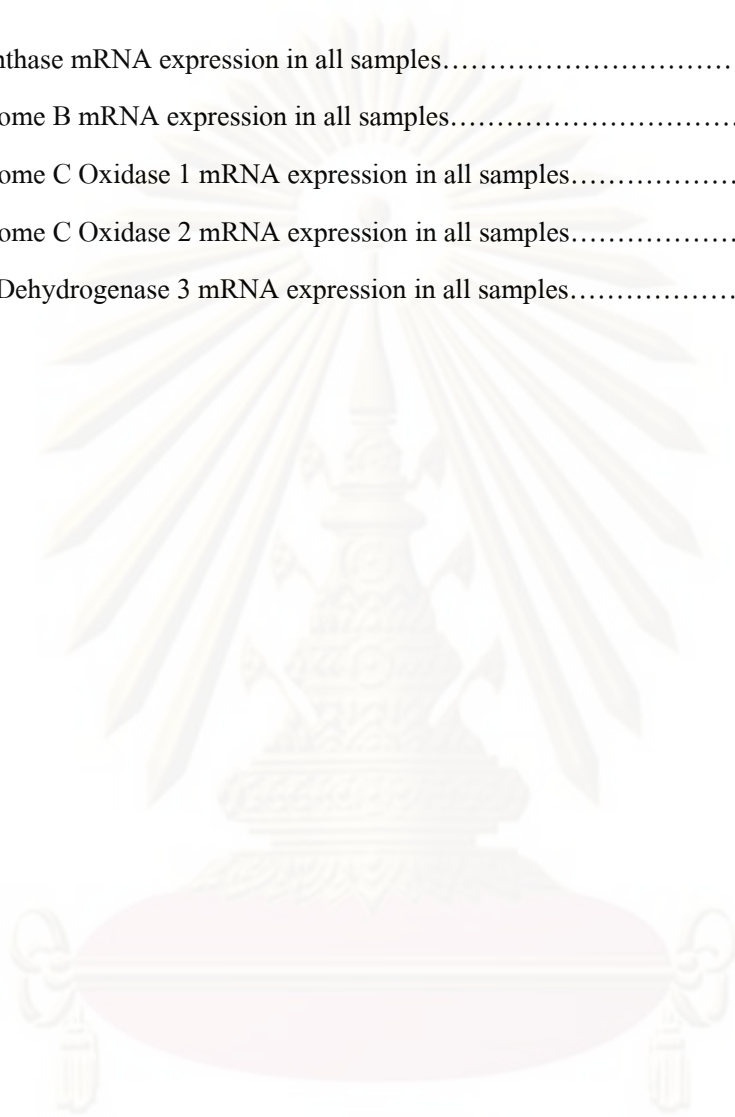 nthase mRNA expression in all samples………………………………
ome B mRNA expression in all samples………………………………
ome C Oxidase 1 mRNA expression in all samples…………………
ome C Oxidase 2 mRNA expression in all samples…………………
Dehydrogenase 3 mRNA expression in all samples…………………